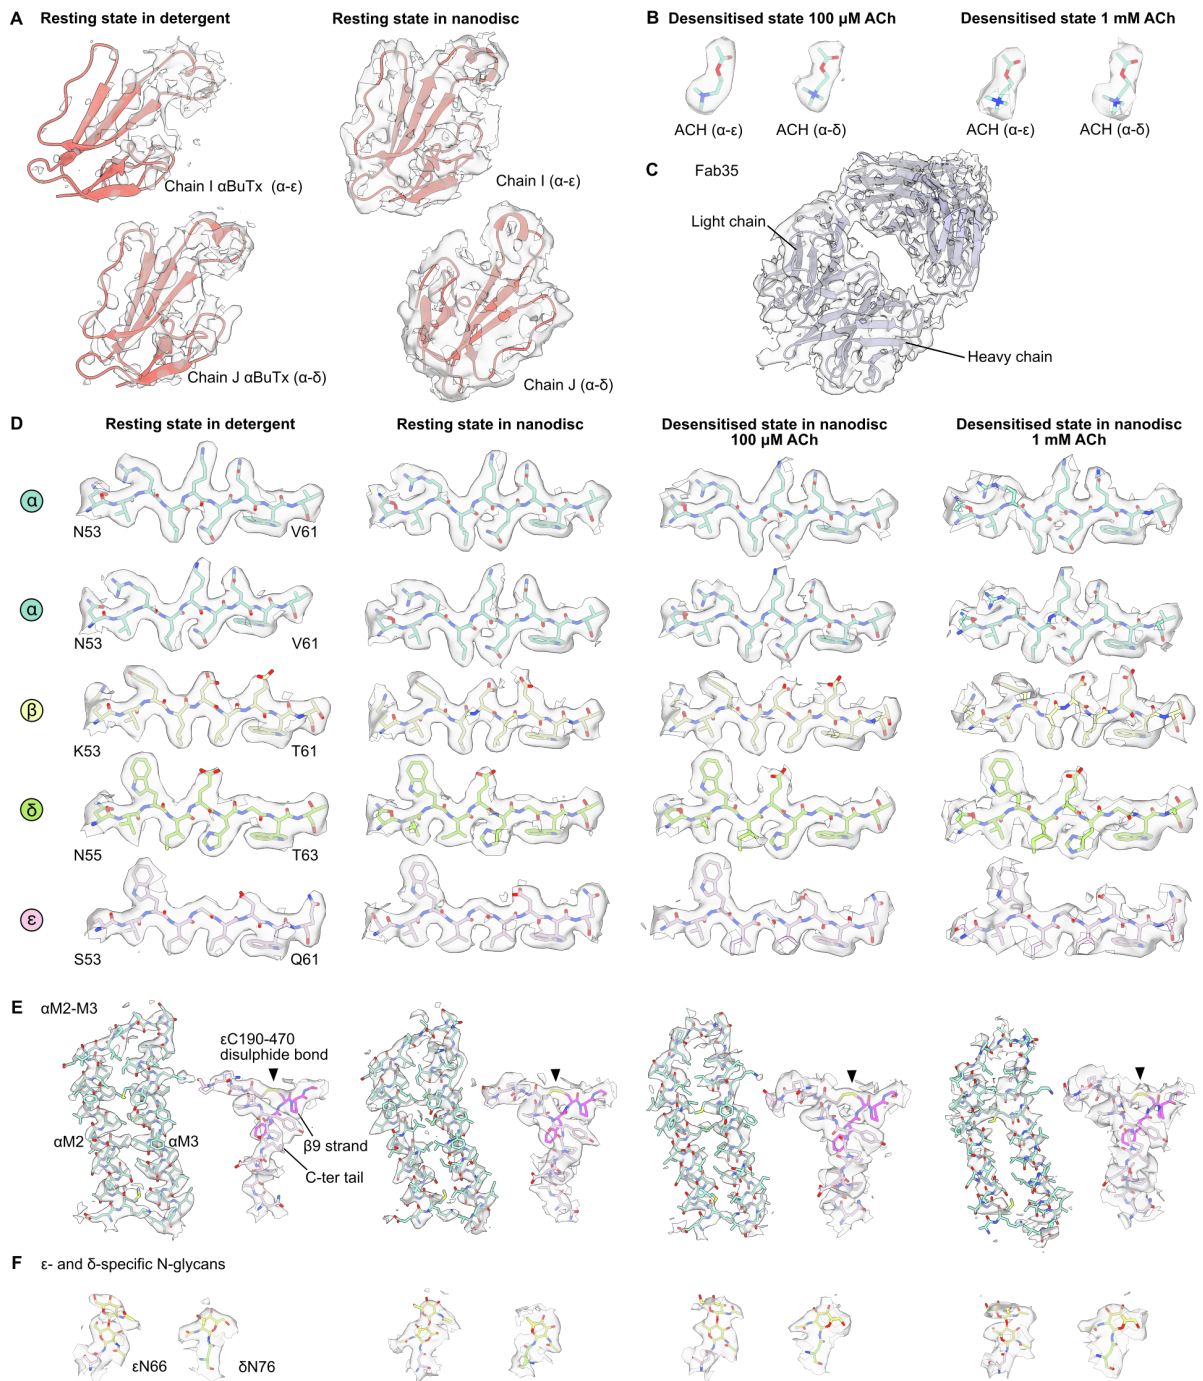 A
Resting state in detergent
Resting state in nanodisc
Chain I αBuTx (α-ε)
Chain I (α-ε)
Chain J αBuTx (α-δ)
Chain J (α-δ)
B
Desensitised state 100 µM ACh
Desensitised state 1 mM ACh
ACH (α-ε)
ACH (α-δ)
ACH (α-ε)
ACH (α-δ)
C
Fab35
Light chain
Heavy chain
D
Resting state in detergent
Resting state in nanodisc
Desensitised state in nanodisc
100 µM ACh
Desensitised state in nanodisc
1 mM ACh
α
N53
V61
α
N53
V61
β
K53
T61
δ
N55
T63
ε
S53
Q61
E
αM2-M3
εC190-470
disulphide bond
αM2
αM3
β9 strand
C-ter tail
F
ε- and δ-specific N-glycans
εN66
δN76